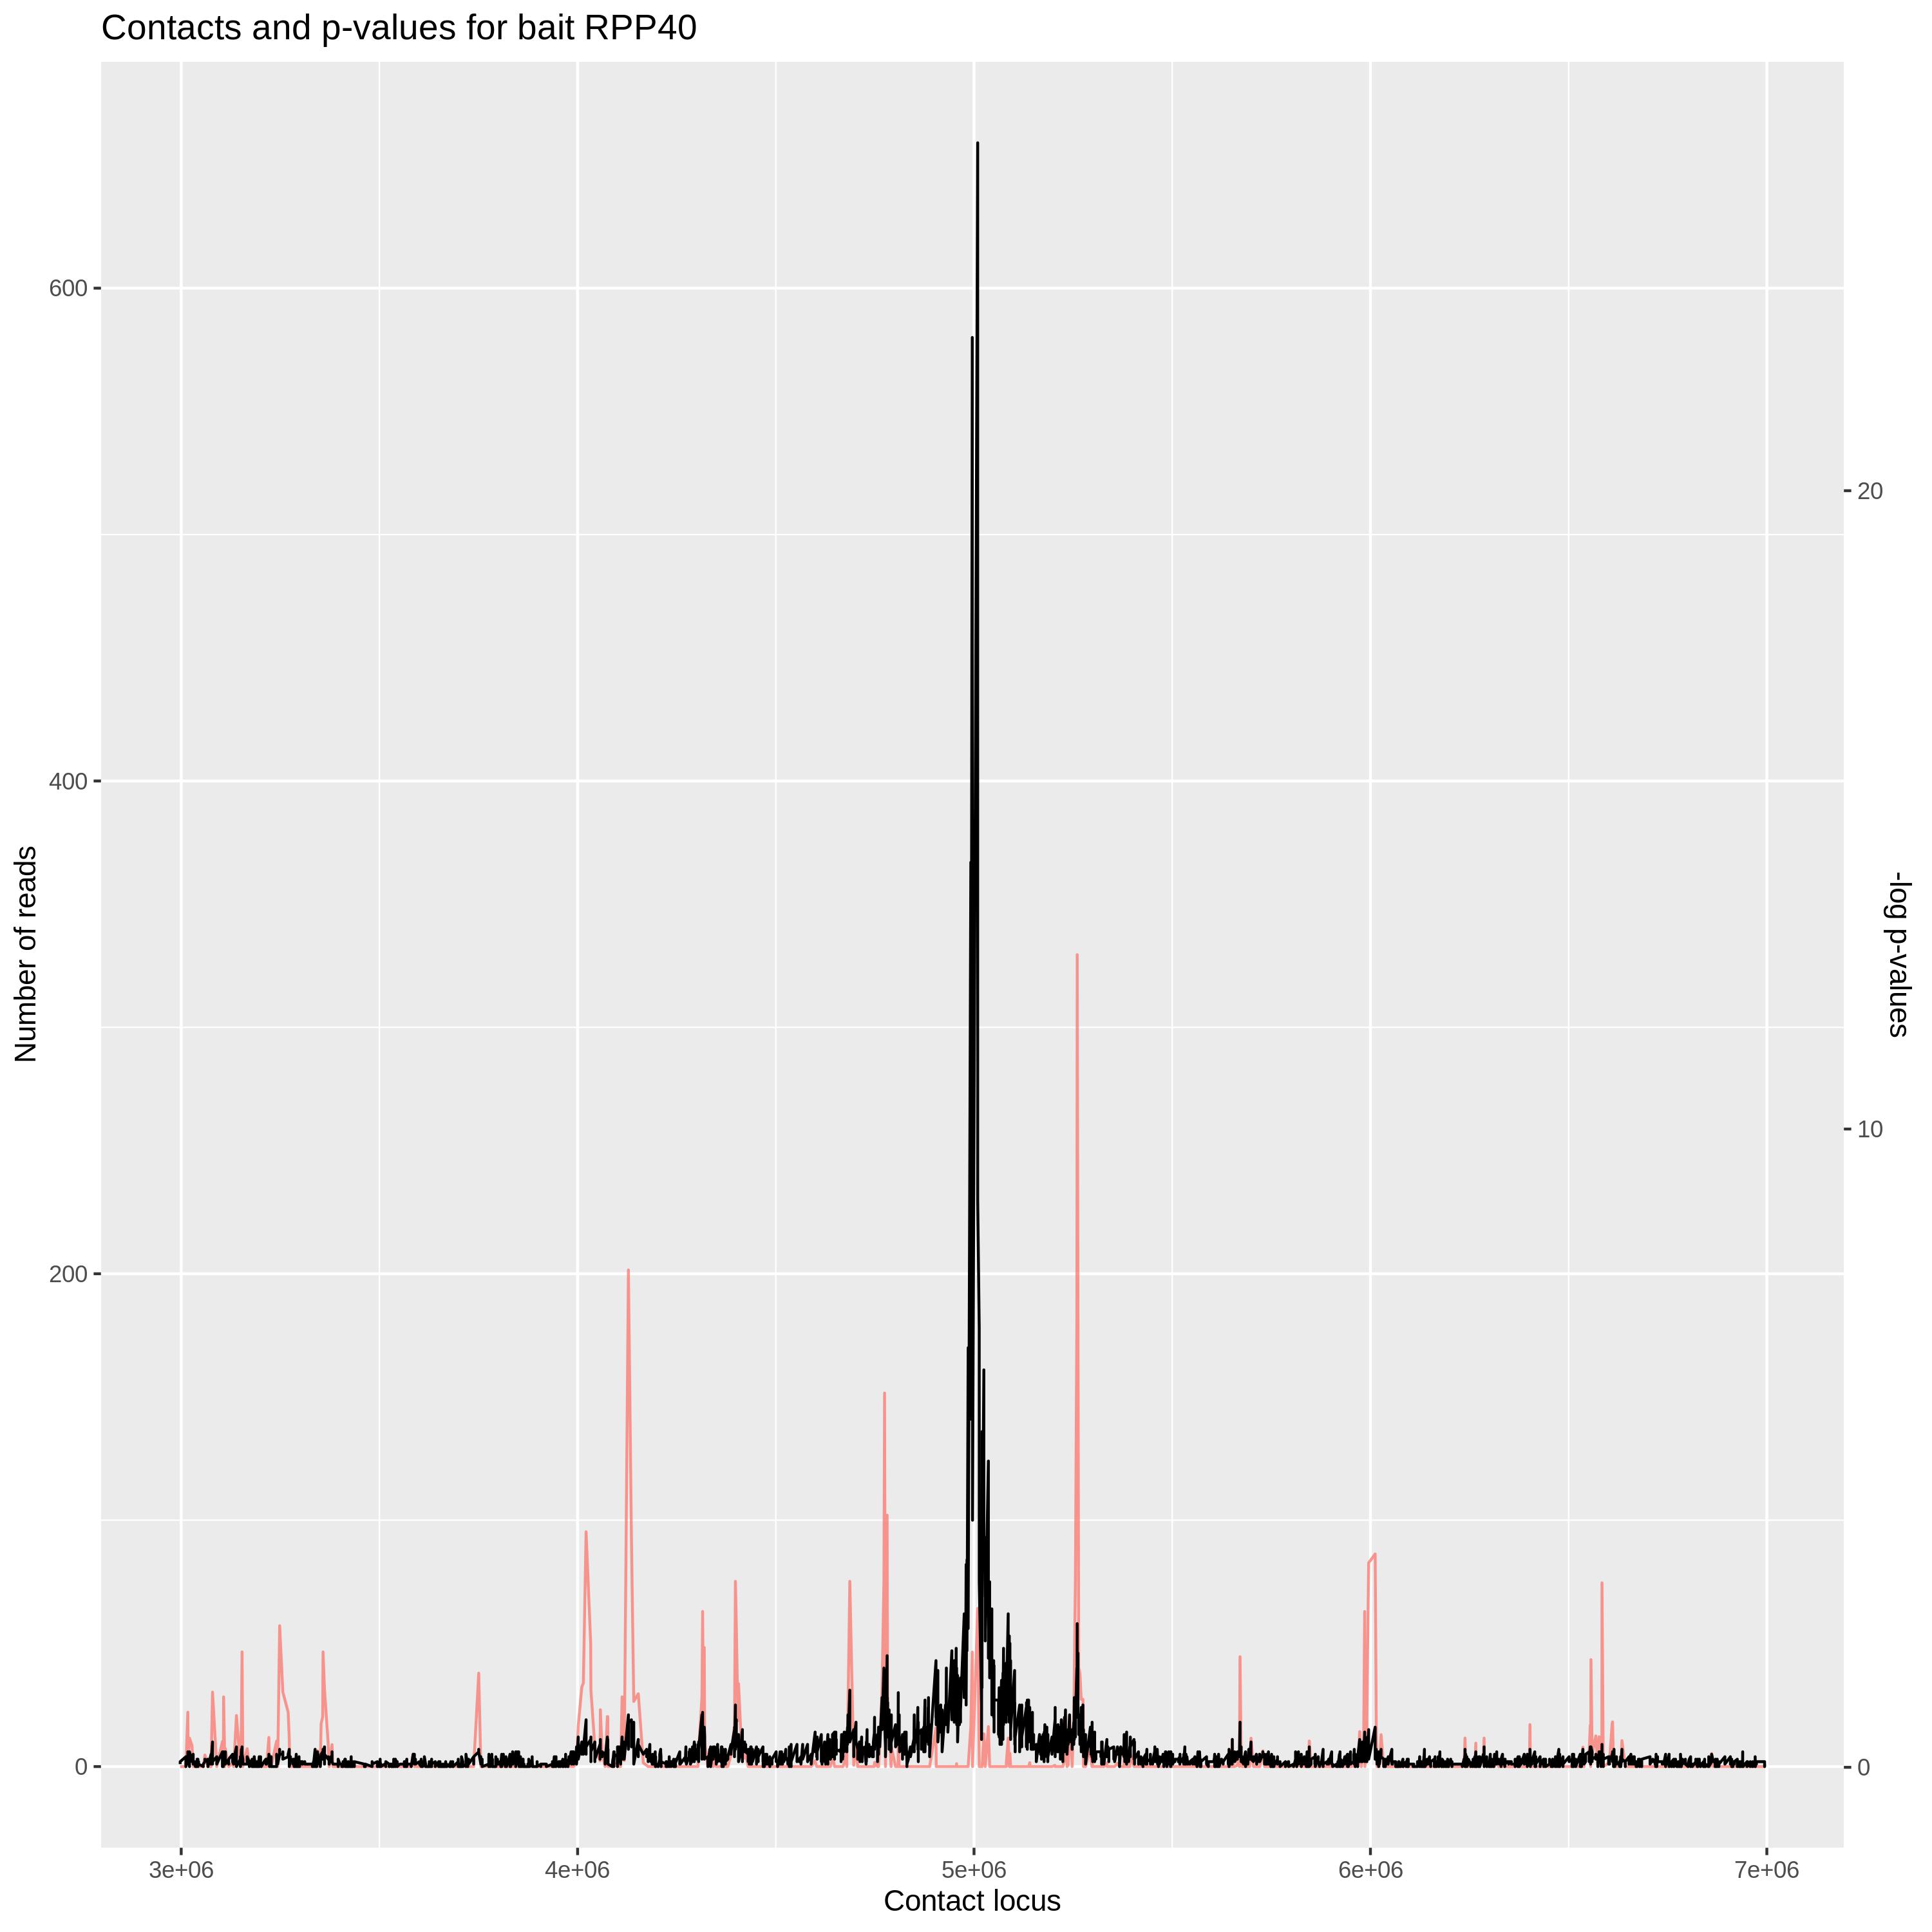 Contacts and p-values for bait RPP40
600
400
200
0
Number of reads
20
10
0
-log p-values
3e+06
4e+06
5e+06
6e+06
7e+06
Contact locus